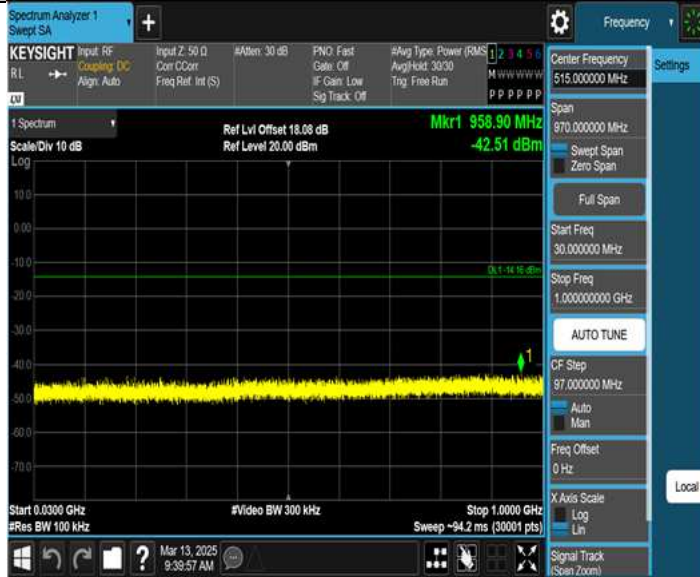 Spectrum Analyzer 1
Swept SA
Frequency
KEYSIGHT
Input: RF
Coupling: DC
Align: Auto
Input Z: 50 Ω
Corr CCorr
Freq Ref: Int (S)
#Atten: 30 dB
PNO: Fast
Gate: Off
IF Gain: Low
Sig Track: Off
#Avg Type: Power (RMS
Avg|Hold: 30/30
Trig: Free Run
1 2 3 4 5 6
M W W W W W
P P P P P P
RL
1 Spectrum
Scale/Div 10 dB
Log
Ref Lvl Offset 18.08 dB
Ref Level 20.00 dBm
Mkr1 958.90 MHz
-42.51 dBm
10.0
0.00
-10.0
-20.0
-30.0
-40.0
-50.0
-60.0
-70.0
DL1 -14.16 dBm
1
Start 0.0300 GHz
#Res BW 100 kHz
#Video BW 300 kHz
Stop 1.0000 GHz
Sweep ~94.2 ms (30001 pts)
Center Frequency
515.000000 MHz
Span
970.000000 MHz
Swept Span
Zero Span
Full Span
Start Freq
30.000000 MHz
Stop Freq
1.000000000 GHz
AUTO TUNE
CF Step
97.000000 MHz
Auto
Man
Freq Offset
0 Hz
X Axis Scale
Log
Lin
Signal Track
(Span Zoom)
Settings
Local
?
Mar 13, 2025
9:39:57 AM